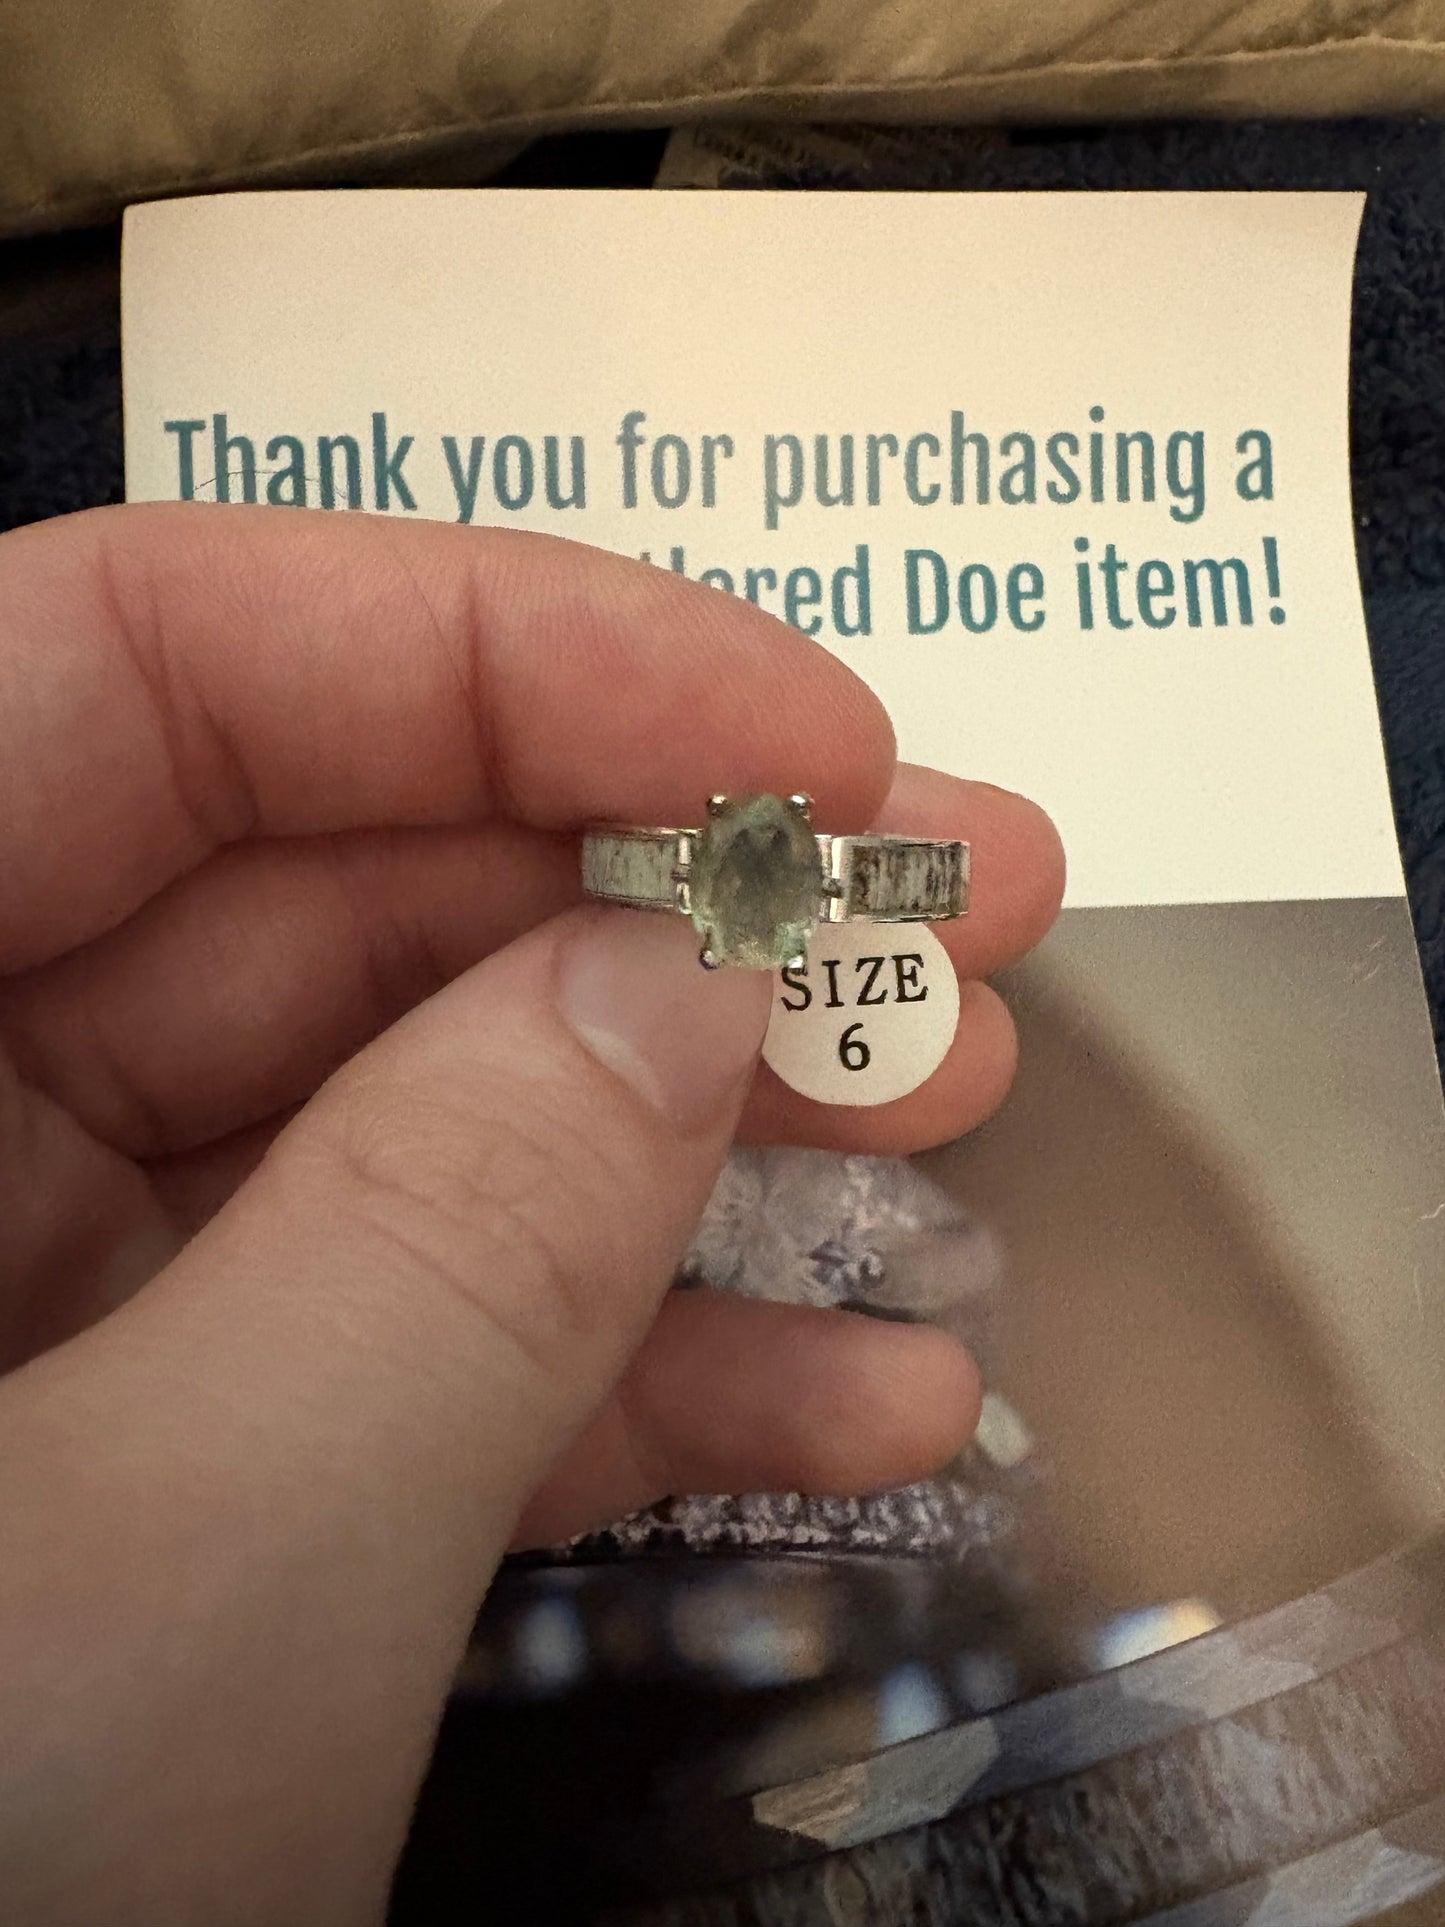 Thank you for purchasing a
Doe item!
SIZE
6